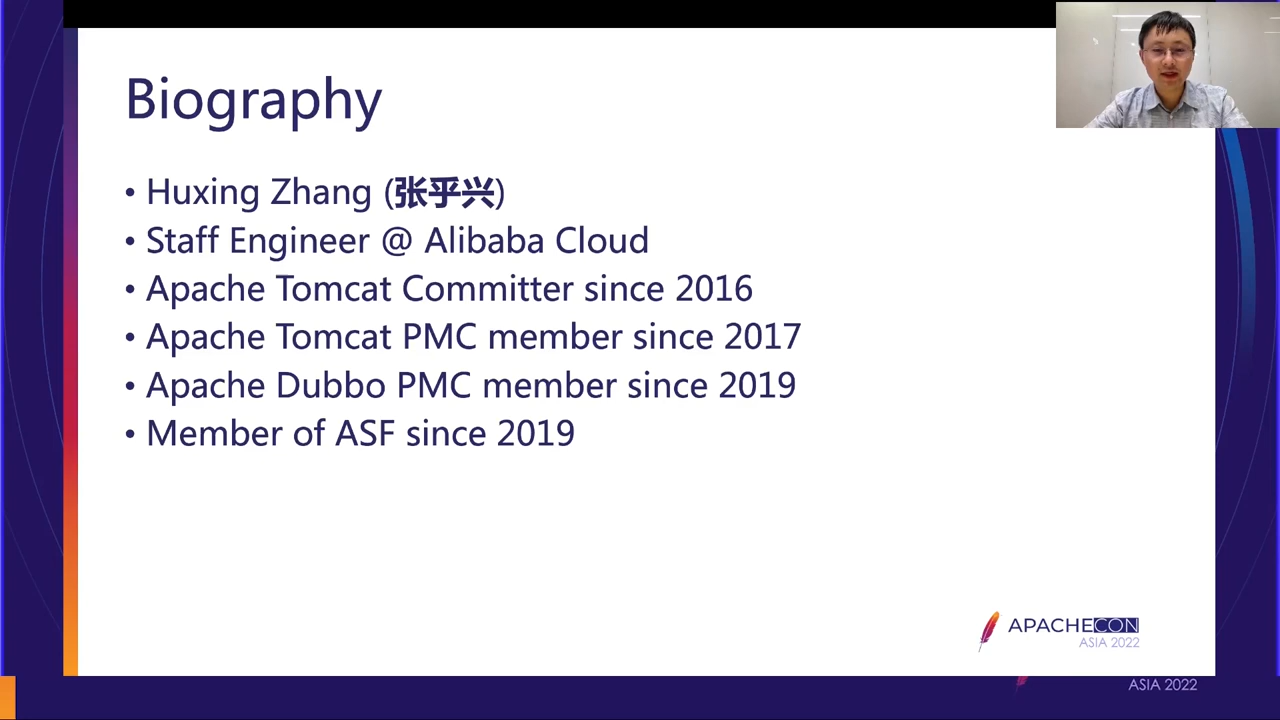 Biography
• Huxing Zhang (张乎兴)
• Staff Engineer @ Alibaba Cloud
• Apache Tomcat Committer since 2016
• Apache Tomcat PMC member since 2017
• Apache Dubbo PMC member since 2019
• Member of ASF since 2019
APACHECON
ASIA 2022
ASIA 2022